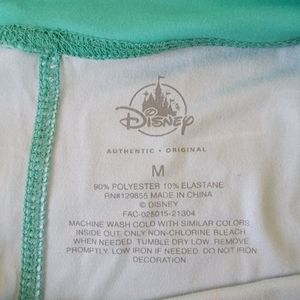 Disney
AUTHENTIC • ORIGINAL
M
90% POLYESTER 10% ELASTANE
RN#129855 MADE IN CHINA
© DISNEY
FAC-025015-21304
MACHINE WASH COLD WITH SIMILAR COLORS
INSIDE OUT, ONLY NON-CHLORINE BLEACH
WHEN NEEDED. TUMBLE DRY LOW. REMOVE
PROMPTLY. LOW IRON IF NEEDED. DO NOT IRON
DECORATION.